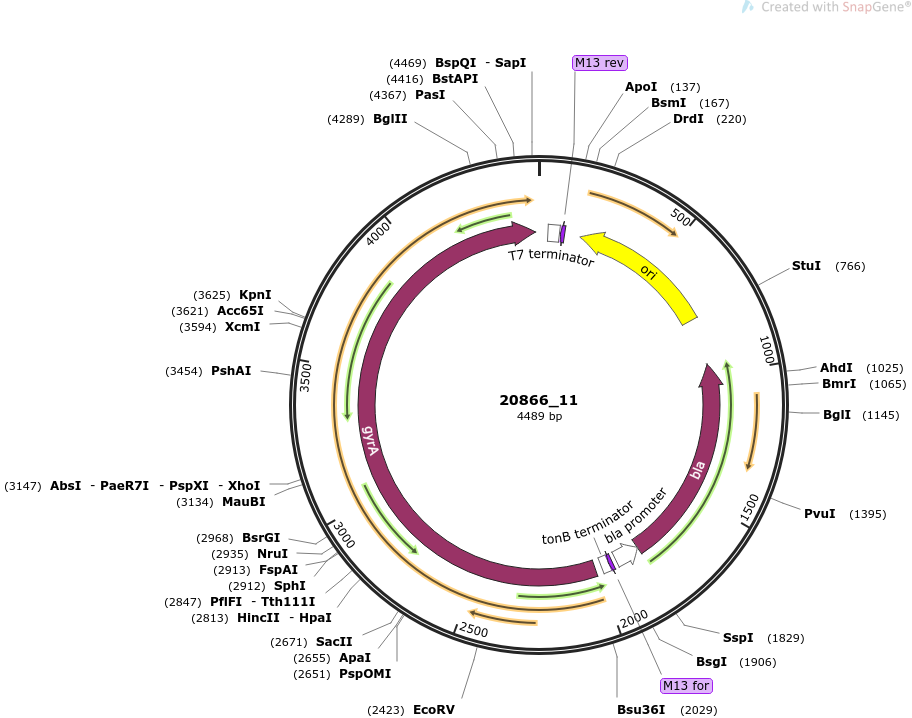 Created with SnapGene®
(4469) BspQI - SapI
(4416) BstAPI
(4367) PasI
(4289) BglII
M13 rev
ApoI (137)
BsmI (167)
DrdI (220)
500
StuI (766)
1000
AhdI (1025)
BmrI (1065)
BglI (1145)
PvuI (1395)
1500
SspI (1829)
BsgI (1906)
M13 for
Bsu36I (2029)
2000
2500
(2423) EcoRV
(2651) PspOMI
(2655) ApaI
(2671) SacII
(2813) HincII - HpaI
(2847) PflFI - Tth111I
(2912) SphI
(2913) FspAI
(2935) NruI
(2968) BsrGI
3000
(3134) MauBI
(3147) AbsI - PaeR7I - PspXI - XhoI
(3454) PshAI
3500
(3594) XcmI
(3621) Acc65I
(3625) KpnI
4000
T7 terminator
ori
bla
bla promoter
tonB terminator
gyrA
20866_11
4489 bp